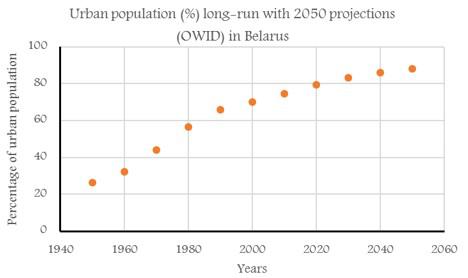 Urban population (%) long-run with 2050 projections
(OWID) in Belarus
Percentage of urban population
100
80
60
40
20
0
1940 1960 1980 2000 2020 2040 2060
Years